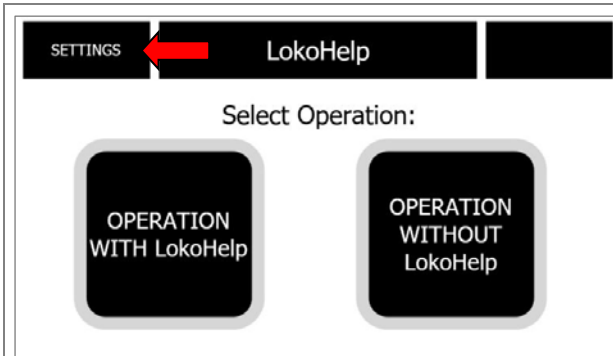 SETTINGS
LokoHelp
Select Operation:
OPERATION
WITH LokoHelp
OPERATION
WITHOUT
LokoHelp